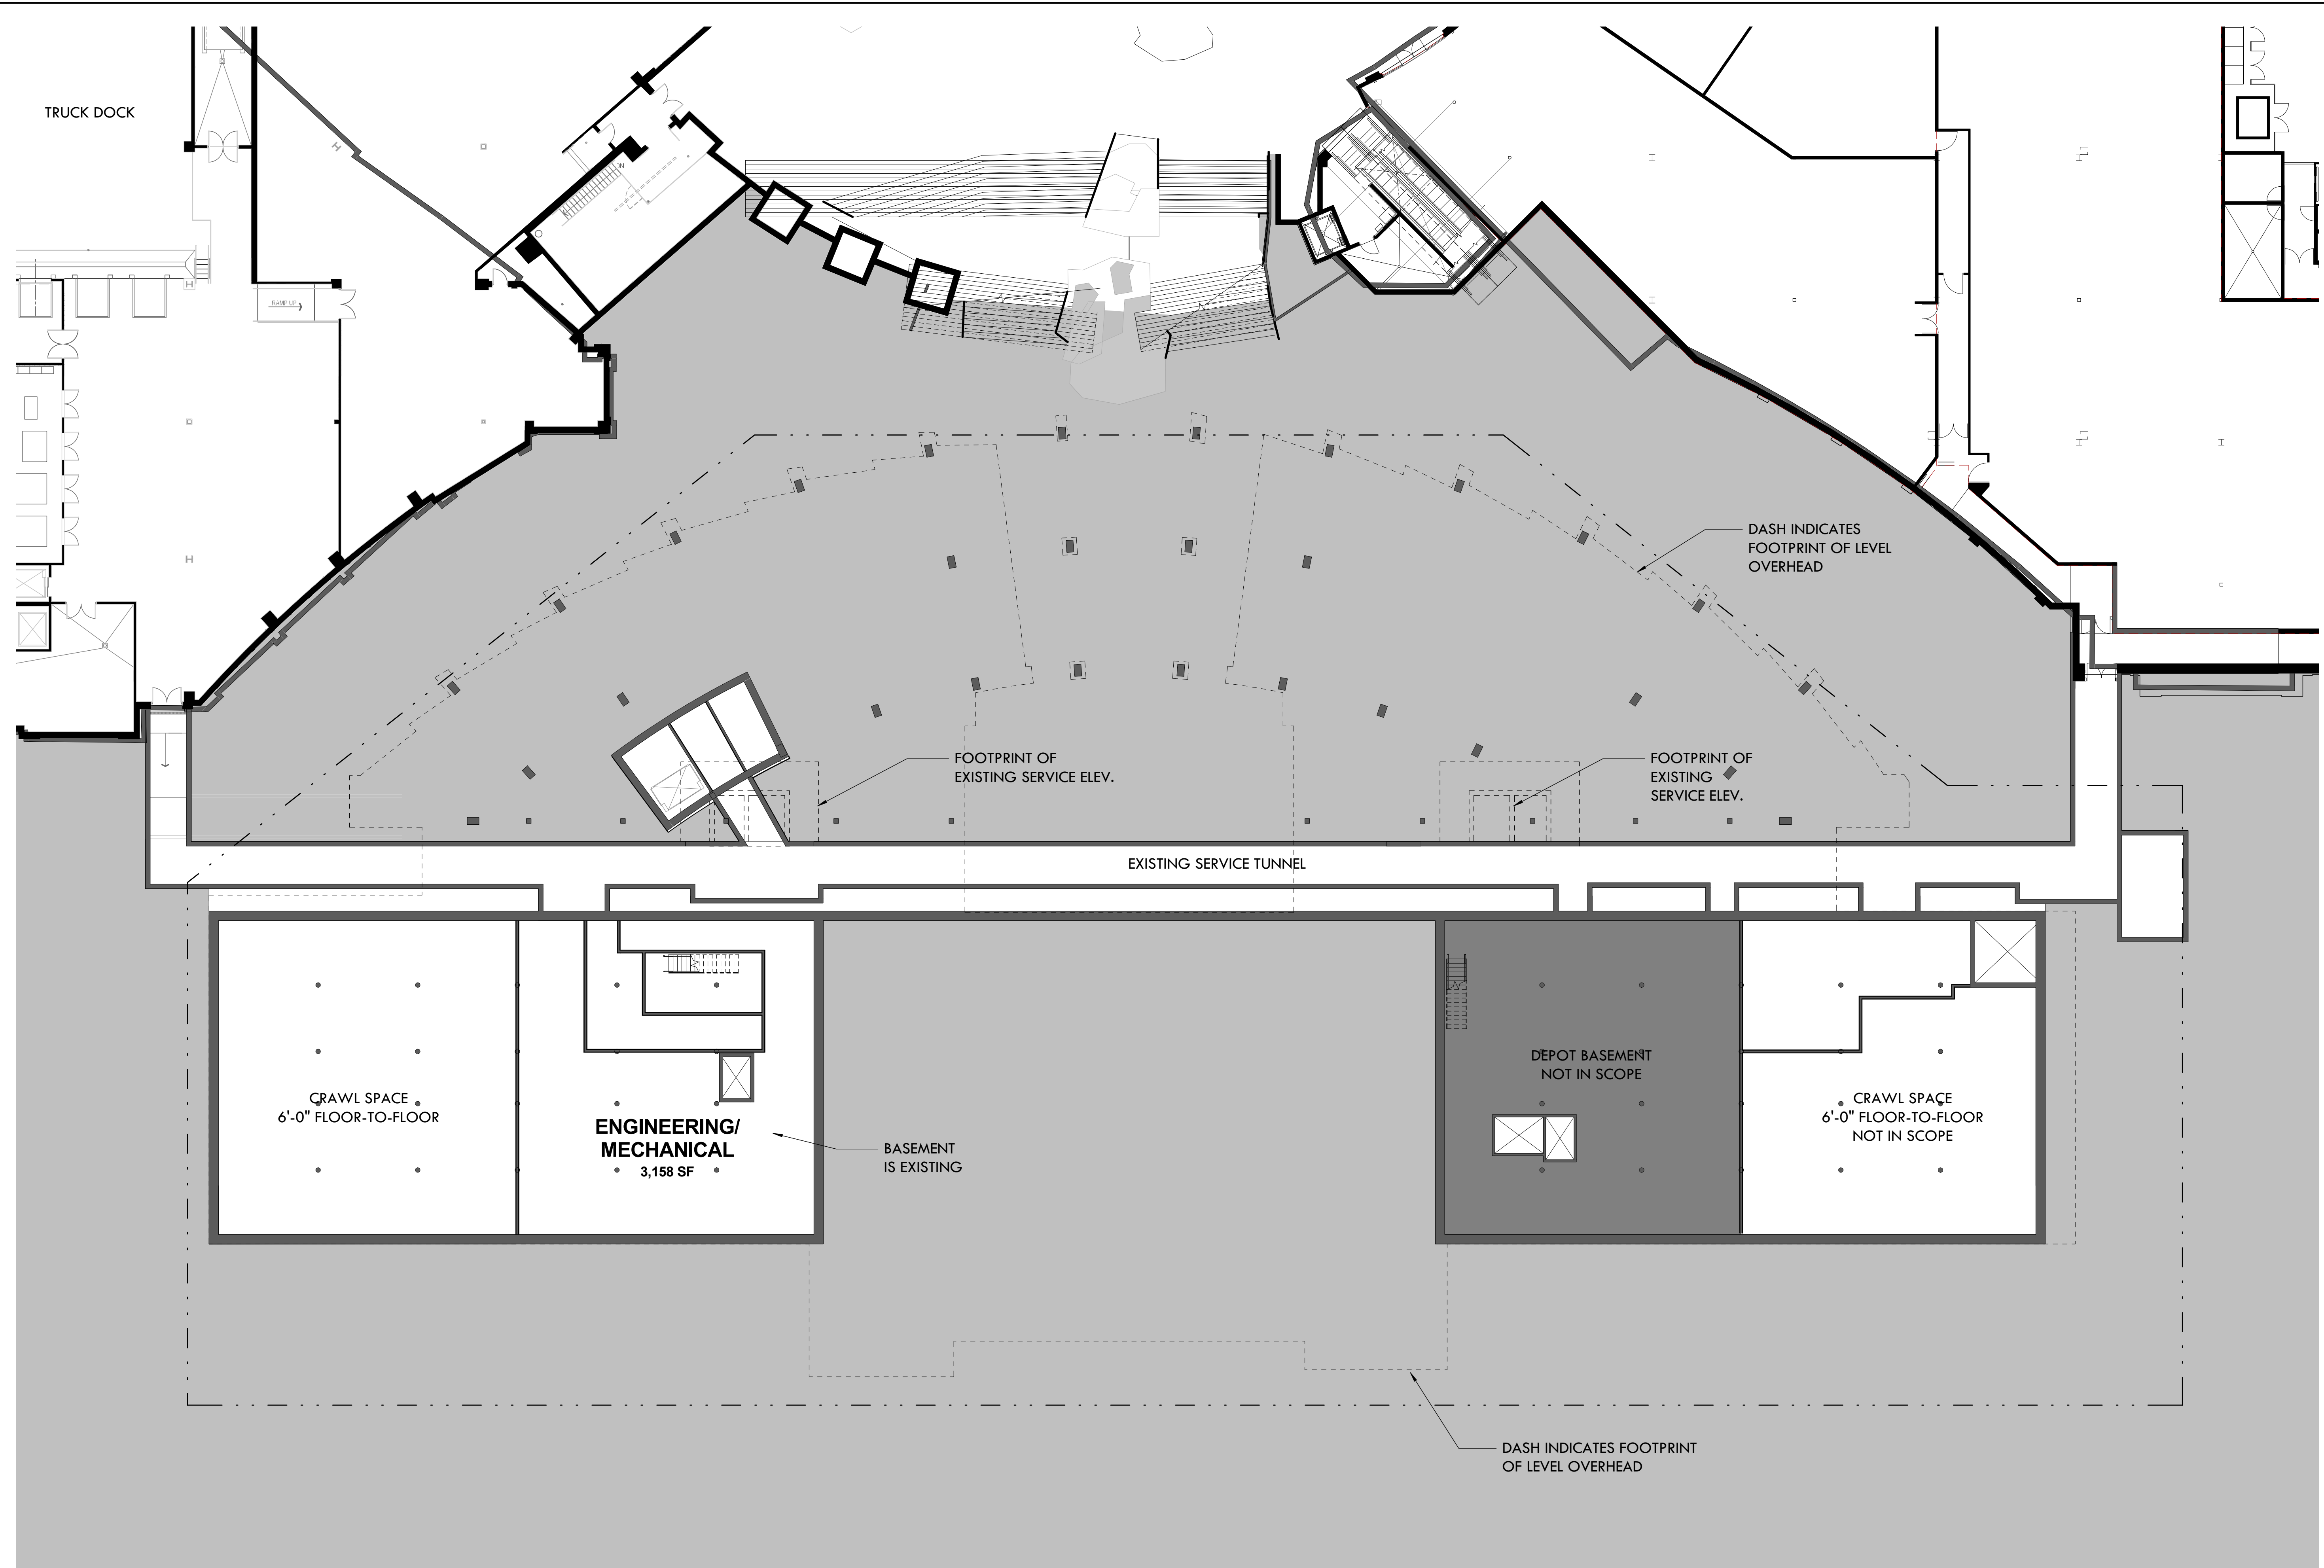 TRUCK DOCK
ON
RAMP UP
DASH INDICATES
FOOTPRINT OF LEVEL
OVERHEAD
FOOTPRINT OF
EXISTING SERVICE ELEV.
FOOTPRINT OF
EXISTING
SERVICE ELEV.
EXISTING SERVICE TUNNEL
CRAWL SPACE
6'-0" FLOOR-TO-FLOOR
ENGINEERING/
MECHANICAL
3,158 SF
BASEMENT
IS EXISTING
DEPOT BASEMENT
NOT IN SCOPE
CRAWL SPACE
6'-0" FLOOR-TO-FLOOR
NOT IN SCOPE
DASH INDICATES FOOTPRINT
OF LEVEL OVERHEAD